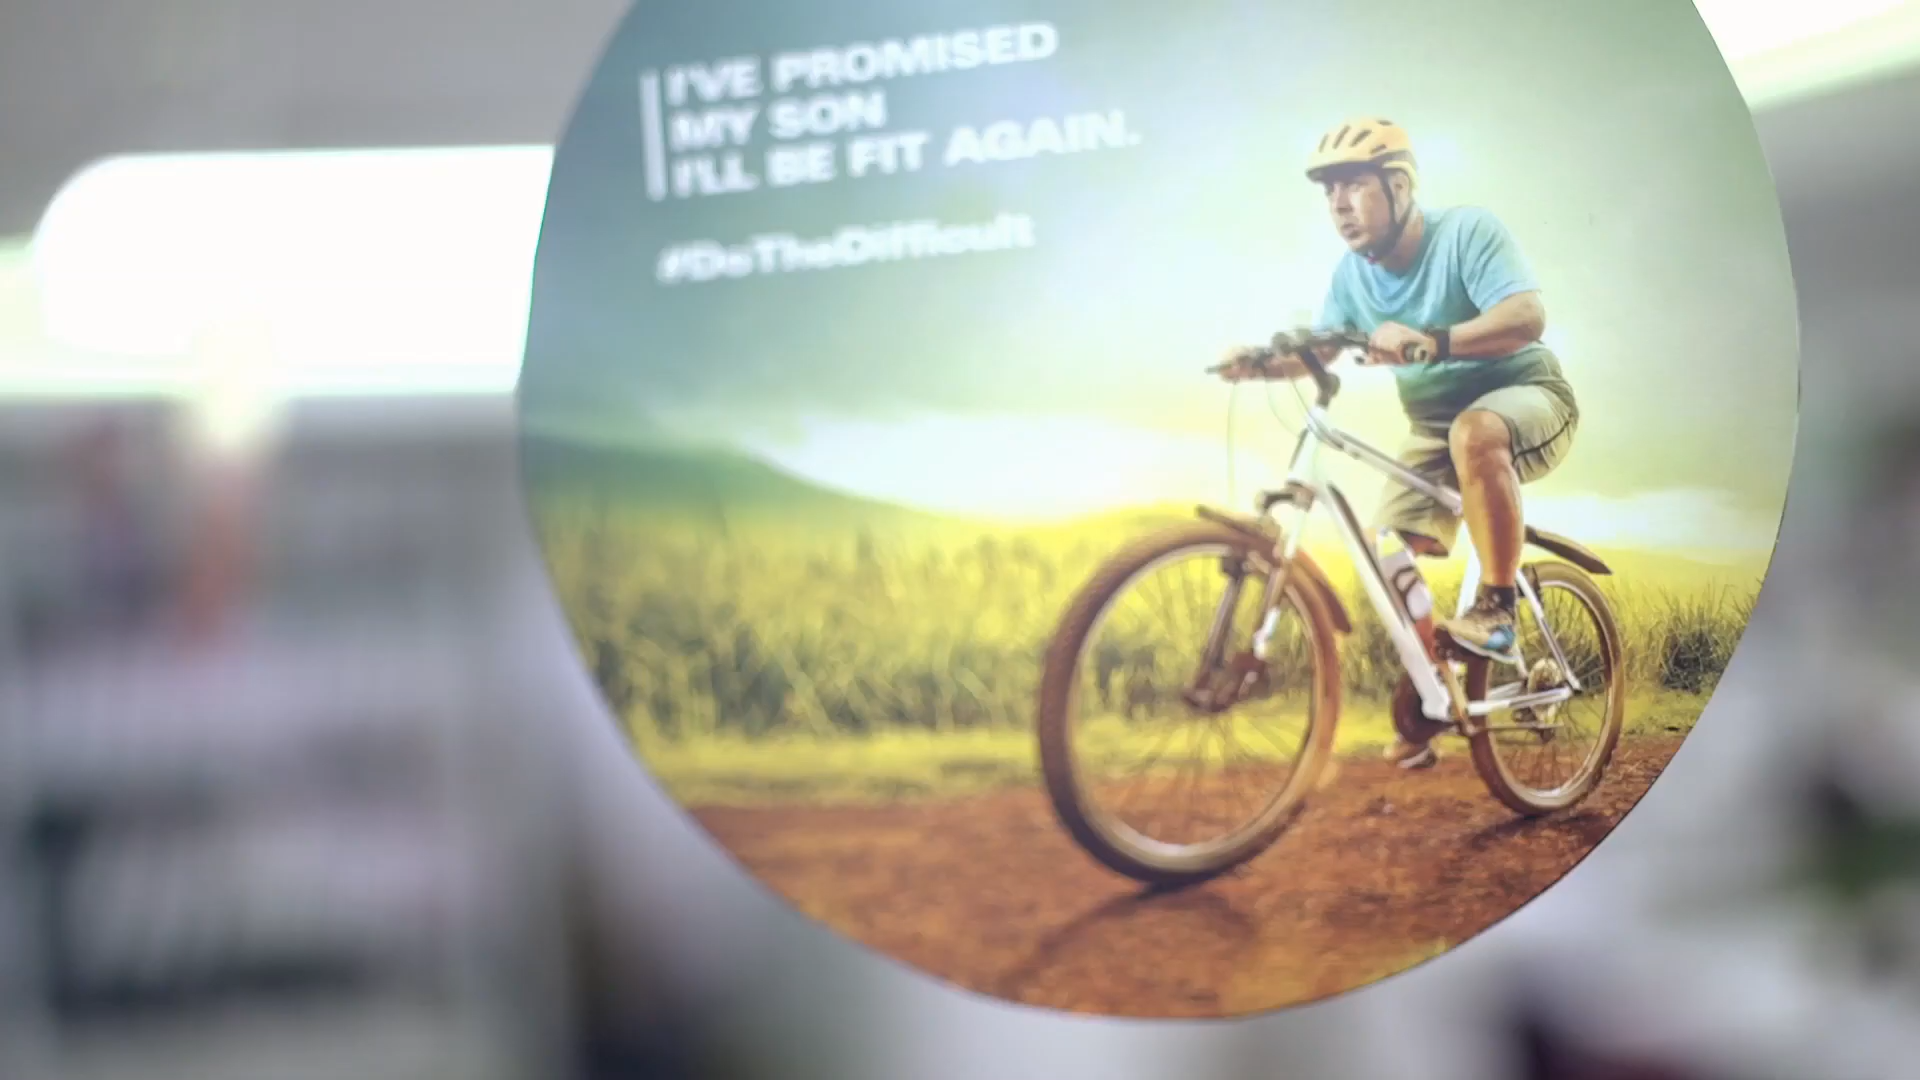 I'VE PROMISED
MY SON
I'LL BE FIT AGAIN.
#DoTheDifficult